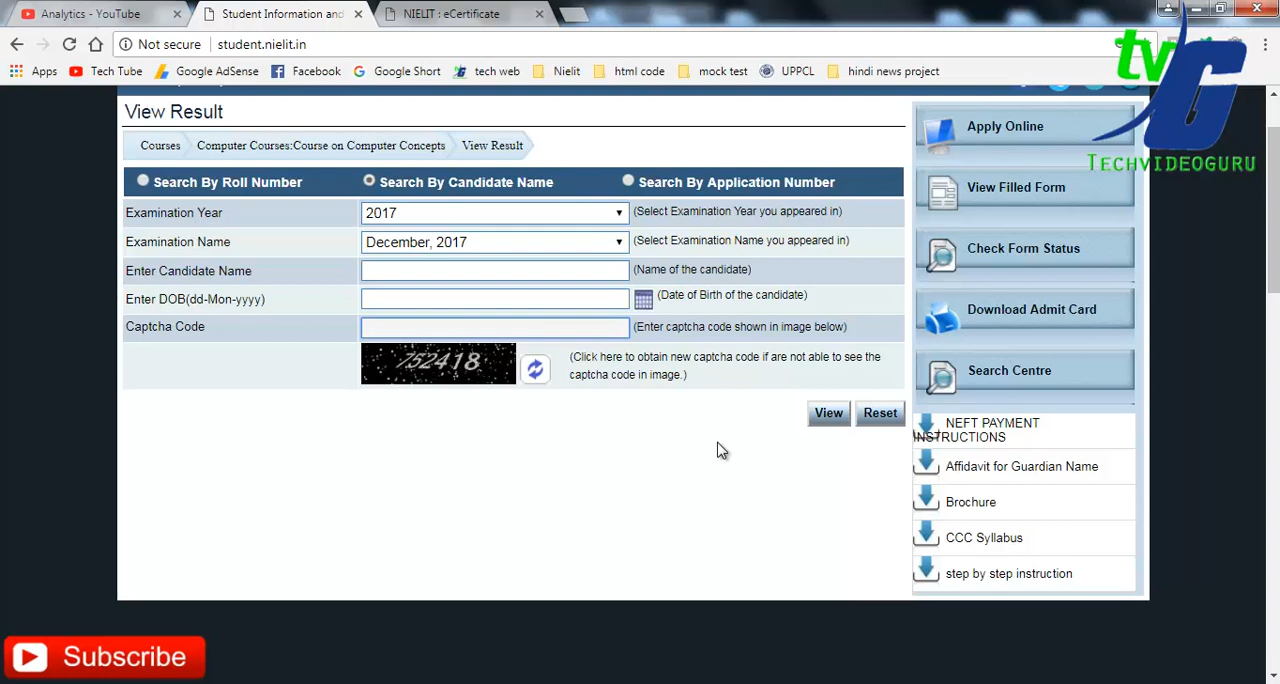 Analytics - YouTube
Student Information and
NIELIT : eCertificate
Not secure
student.nielit.in
Apps
Tech Tube
Google AdSense
Facebook
Google Short
tech web
Nielit
html code
mock test
UPPCL
hindi news project
tv
G
TECHVIDEOGURU
View Result
Courses
Computer Courses:Course on Computer Concepts
View Result
Search By Roll Number
Search By Candidate Name
Search By Application Number
Examination Year
2017
(Select Examination Year you appeared in)
Examination Name
December, 2017
(Select Examination Name you appeared in)
Enter Candidate Name
(Name of the candidate)
Enter DOB(dd-Mon-yyyy)
(Date of Birth of the candidate)
Captcha Code
(Enter captcha code shown in image below)
752418
(Click here to obtain new captcha code if are not able to see the
captcha code in image.)
View
Reset
Apply Online
View Filled Form
Check Form Status
Download Admit Card
Search Centre
NEFT PAYMENT
INSTRUCTIONS
Affidavit for Guardian Name
Brochure
CCC Syllabus
step by step instruction
Subscribe